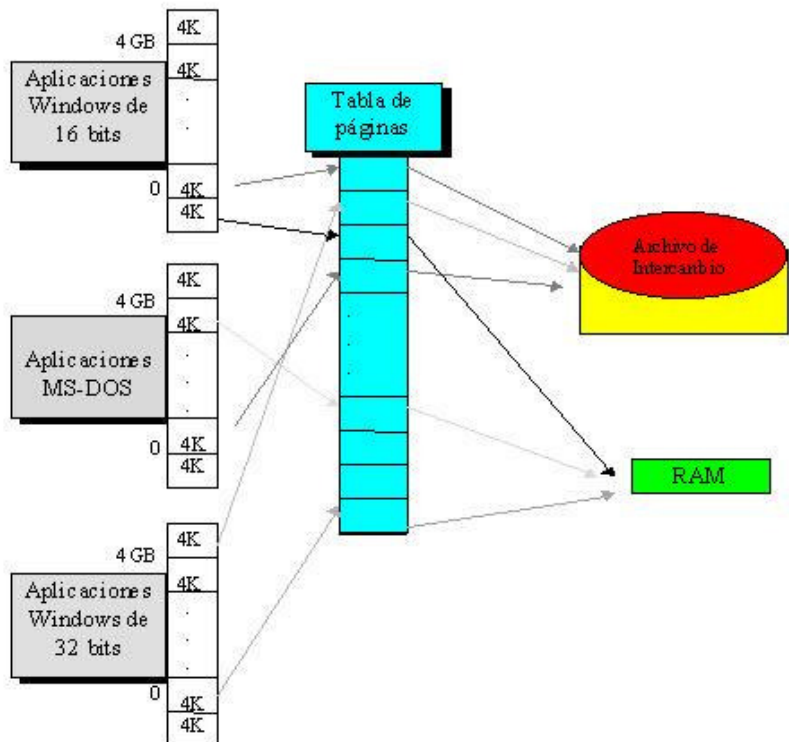 4K
4 GB
4K
Aplicaciones
Windows de
16 bits
0
4K
4K
Tabla de
páginas
Archivo de
Intercambio
4K
4 GB
4K
Aplicaciones
MS-DOS
0
4K
4K
RAM
4K
4 GB
4K
Aplicaciones
Windows de
32 bits
0
4K
4K